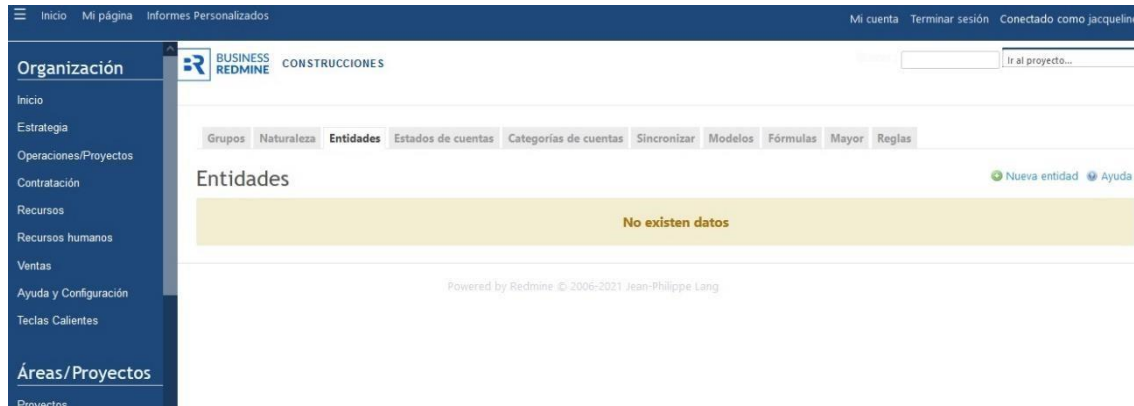 Inicio Mi página Informes Personalizados Mi cuenta Terminar sesión Conectado como jacqueline
Organización
Inicio
Estrategia
Operaciones/Proyectos
Contratación
Recursos
Recursos humanos
Ventas
Ayuda y Configuración
Teclas Calientes
Áreas/Proyectos
Proyectos
BUSINESS
REDMINE
CONSTRUCCIONES
Ir al proyecto...
Grupos Naturaleza Entidades Estados de cuentas Categorías de cuentas Sincronizar Modelos Fórmulas Mayor Reglas
Entidades
Nueva entidad Ayuda
No existen datos
Powered by Redmine © 2006-2021 Jean-Philippe Lang